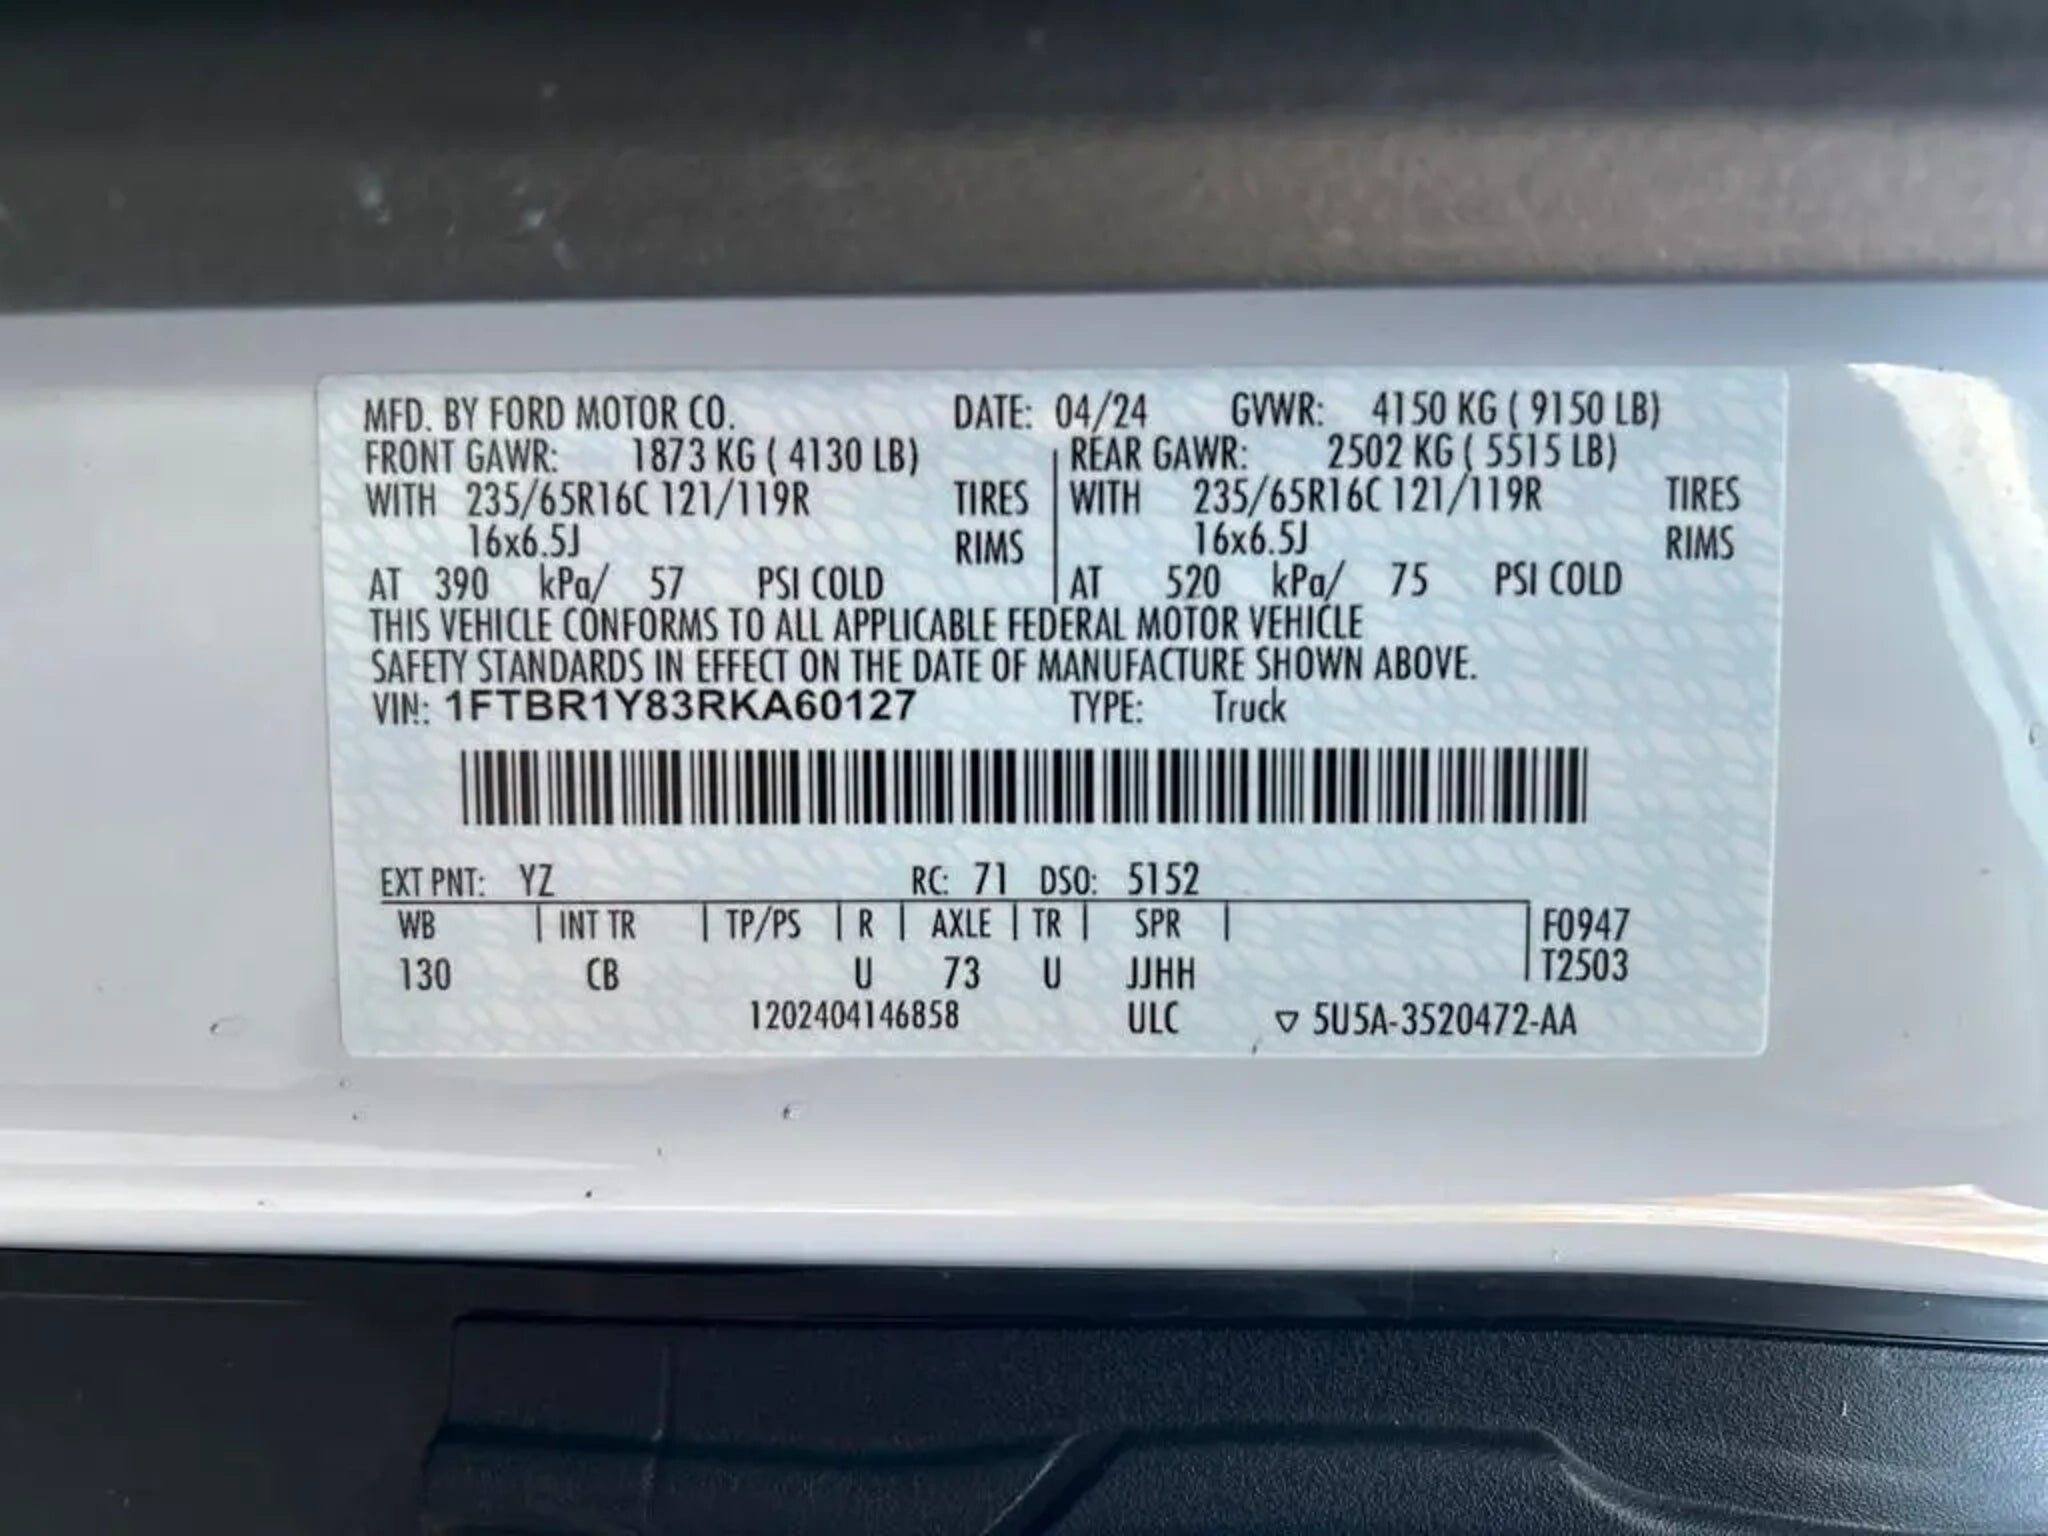 MFD. BY FORD MOTOR CO. DATE: 04/24 GVWR: 4150 KG ( 9150 LB)
FRONT GAWR: 1873 KG ( 4130 LB) REAR GAWR: 2502 KG ( 5515 LB)
WITH 235/65R16C 121/119R TIRES WITH 235/65R16C 121/119R TIRES
16x6.5J RIMS 16x6.5J RIMS
AT 390 kPa/ 57 PSI COLD AT 520 kPa/ 75 PSI COLD
THIS VEHICLE CONFORMS TO ALL APPLICABLE FEDERAL MOTOR VEHICLE
SAFETY STANDARDS IN EFFECT ON THE DATE OF MANUFACTURE SHOWN ABOVE.
VIN: 1FTBR1Y83RKA60127 TYPE: Truck
EXT PNT: YZ RC: 71 DSO: 5152
WB INT TR TP/PS R AXLE TR SPR F0947
130 CB U 73 U JJHH T2503
1202404146858 ULC ▽ 5U5A-3520472-AA